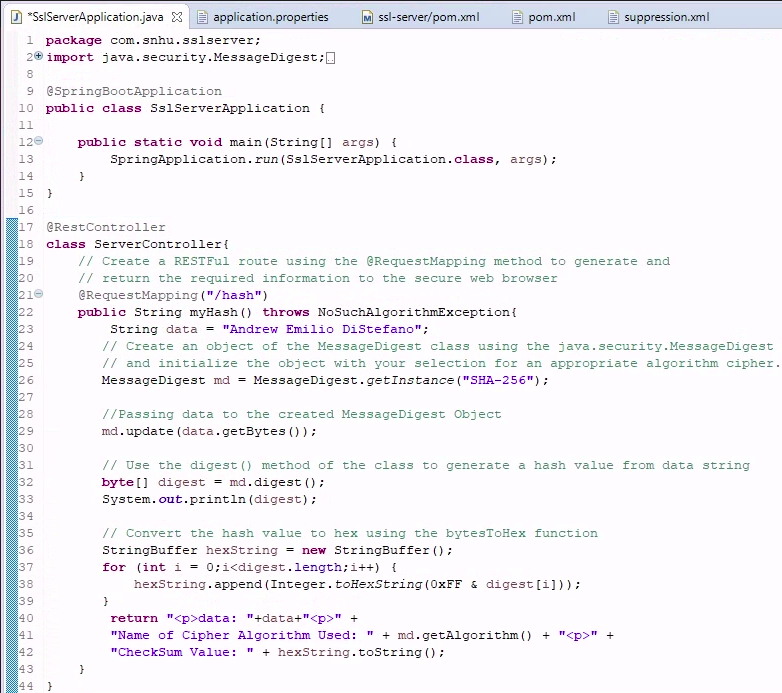 *SslServerApplication.java application.properties ssl-server/pom.xml pom.xml suppression.xml
1 package com.snhu.sslserver;
2 import java.security.MessageDigest;
8
9 @SpringBootApplication
10 public class SslServerApplication {
11
12 public static void main(String[] args) {
13 SpringApplication.run(SslServerApplication.class, args);
14 }
15 }
16
17 @RestController
18 class ServerController{
19 // Create a RESTFul route using the @RequestMapping method to generate and
20 // return the required information to the secure web browser
21 @RequestMapping("/hash")
22 public String myHash() throws NoSuchAlgorithmException{
23 String data = "Andrew Emilio DiStefano";
24 // Create an object of the MessageDigest class using the java.security.MessageDigest
25 // and initialize the object with your selection for an appropriate algorithm cipher.
26 MessageDigest md = MessageDigest.getInstance("SHA-256");
27
28 //Passing data to the created MessageDigest Object
29 md.update(data.getBytes());
30
31 // Use the digest() method of the class to generate a hash value from data string
32 byte[] digest = md.digest();
33 System.out.println(digest);
34
35 // Convert the hash value to hex using the bytesToHex function
36 StringBuffer hexString = new StringBuffer();
37 for (int i = 0;i<digest.length;i++) {
38 hexString.append(Integer.toHexString(0xFF & digest[i]));
39 }
40 return "<p>data: "+data+"<p>" +
41 "Name of Cipher Algorithm Used: " + md.getAlgorithm() + "<p>" +
42 "CheckSum Value: " + hexString.toString();
43 }
44 }